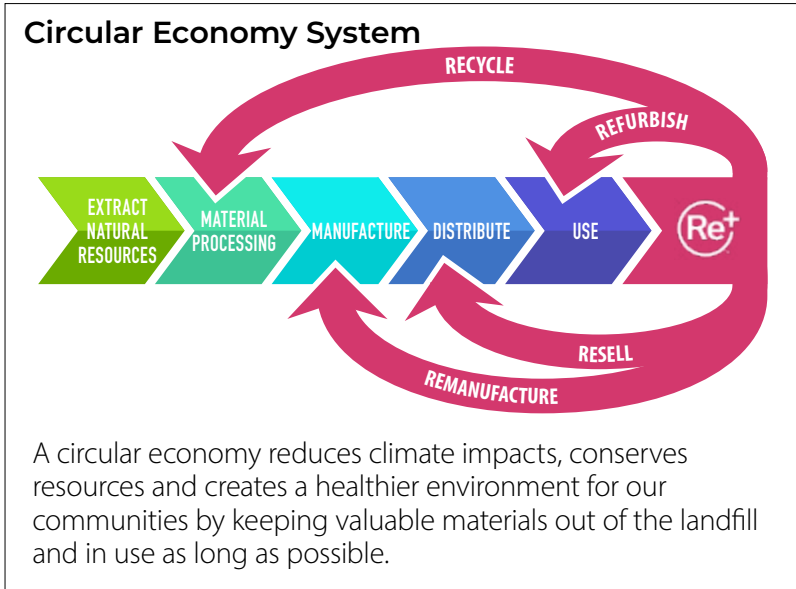 Circular Economy System
RECYCLE
REFURBISH
EXTRACT
NATURAL
RESOURCES
MATERIAL
PROCESSING
MANUFACTURE
DISTRIBUTE
USE
Re+
RESELL
REMANUFACTURE
A circular economy reduces climate impacts, conserves
resources and creates a healthier environment for our
communities by keeping valuable materials out of the landfill
and in use as long as possible.